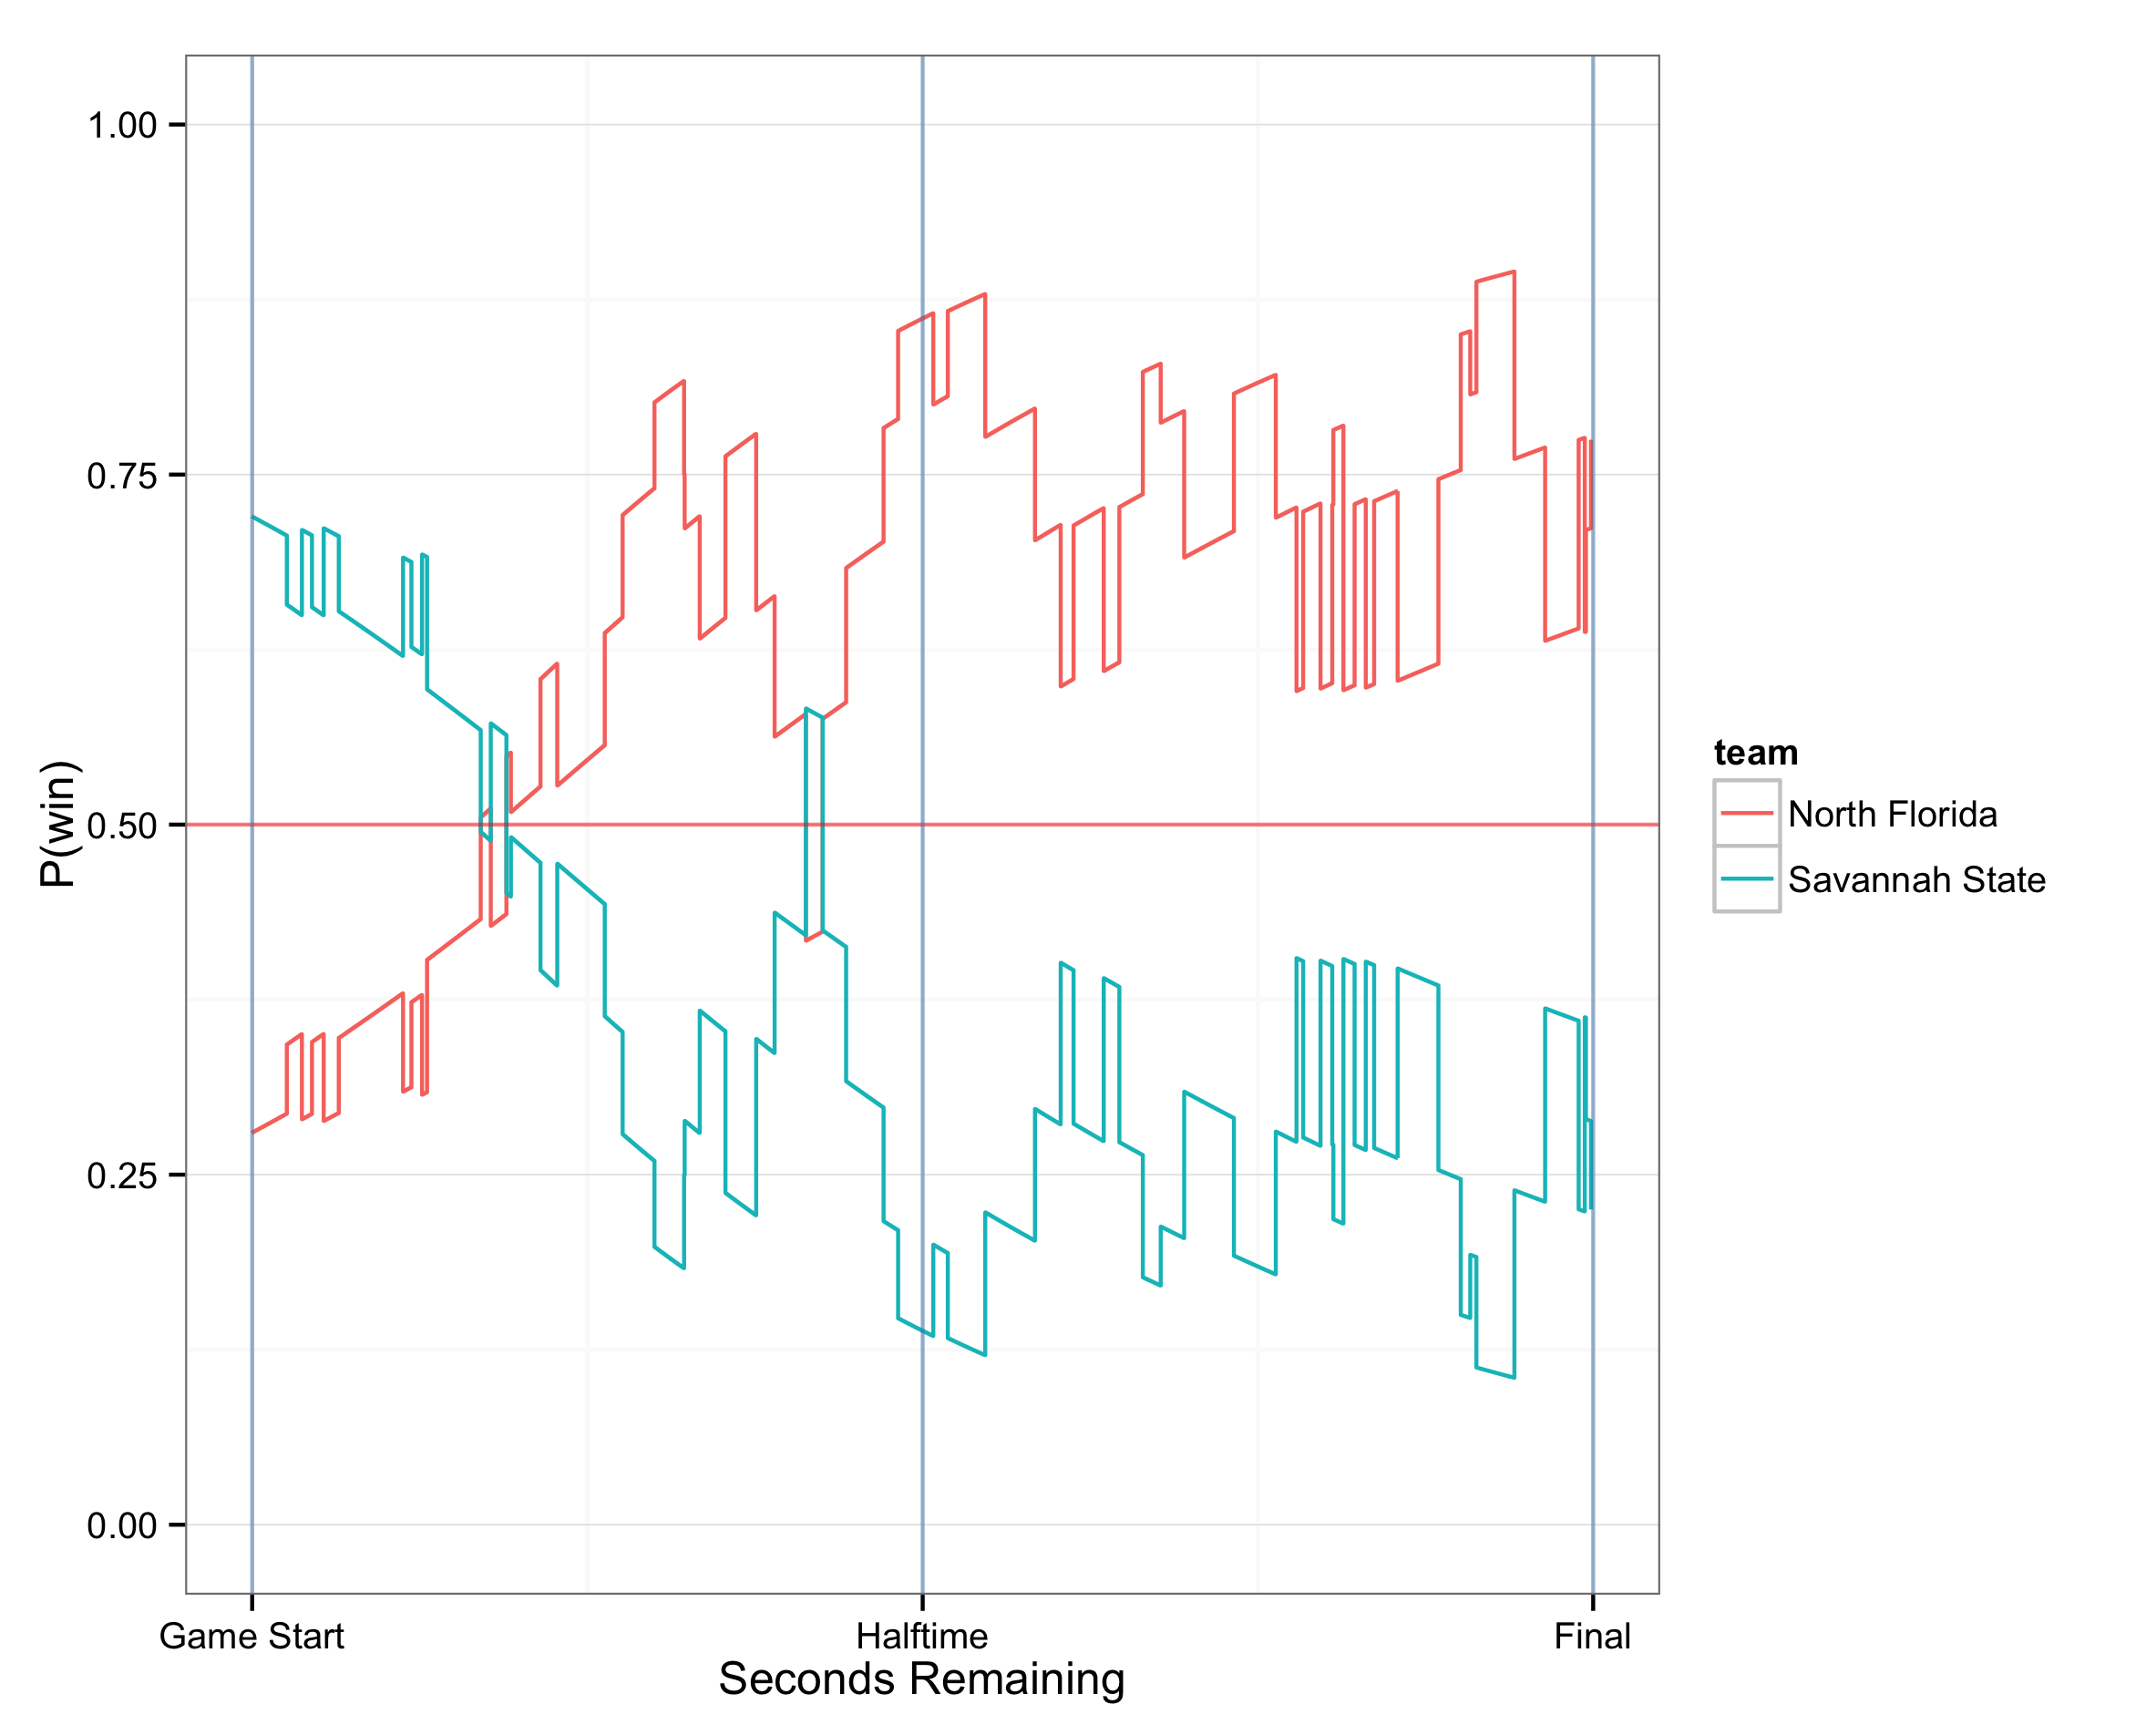 1.00
0.75
0.50
0.25
0.00
P(win)
Game Start
Halftime
Final
Seconds Remaining
team
North Florida
Savannah State